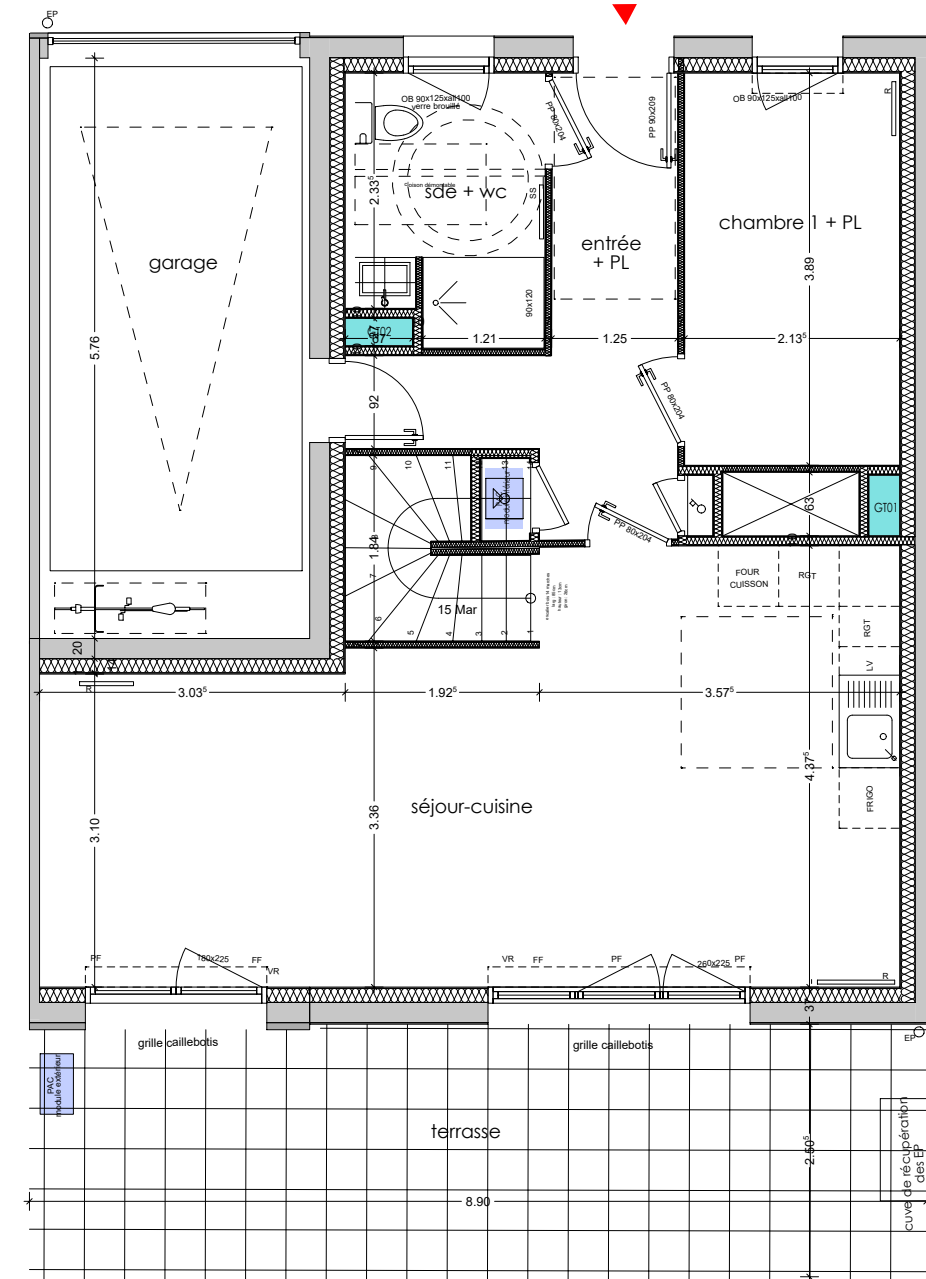 EP
OB 90x125xall100
verre brouillé
PP 80x204
PP 90x209
OB 90x125xall100
R
2.33⁵
cloison démontable
sde + wc
SS
chambre 1 + PL
entrée
+ PL
garage
3.89
90x120
5.76
GT02
1.21
1.25
2.13⁵
92
PP 80x204
9
10
11
13
63
GT01
PP 80x204
1.84
7
6
5
4
3
2
1
15 Mar
FOUR
CUISSON
RGT
RGT
LV
20
14
R
3.03⁵
1.92⁵
3.57⁵
4.37⁵
FRIGO
séjour-cuisine
3.10
3.36
PF
180x225
FF
VR
VR
FF
PF
260x225
PF
R
37
EP
grille caillebotis
grille caillebotis
PAC
module extérieur
terrasse
2.50⁵
cuve de récupération
des EP
8.90